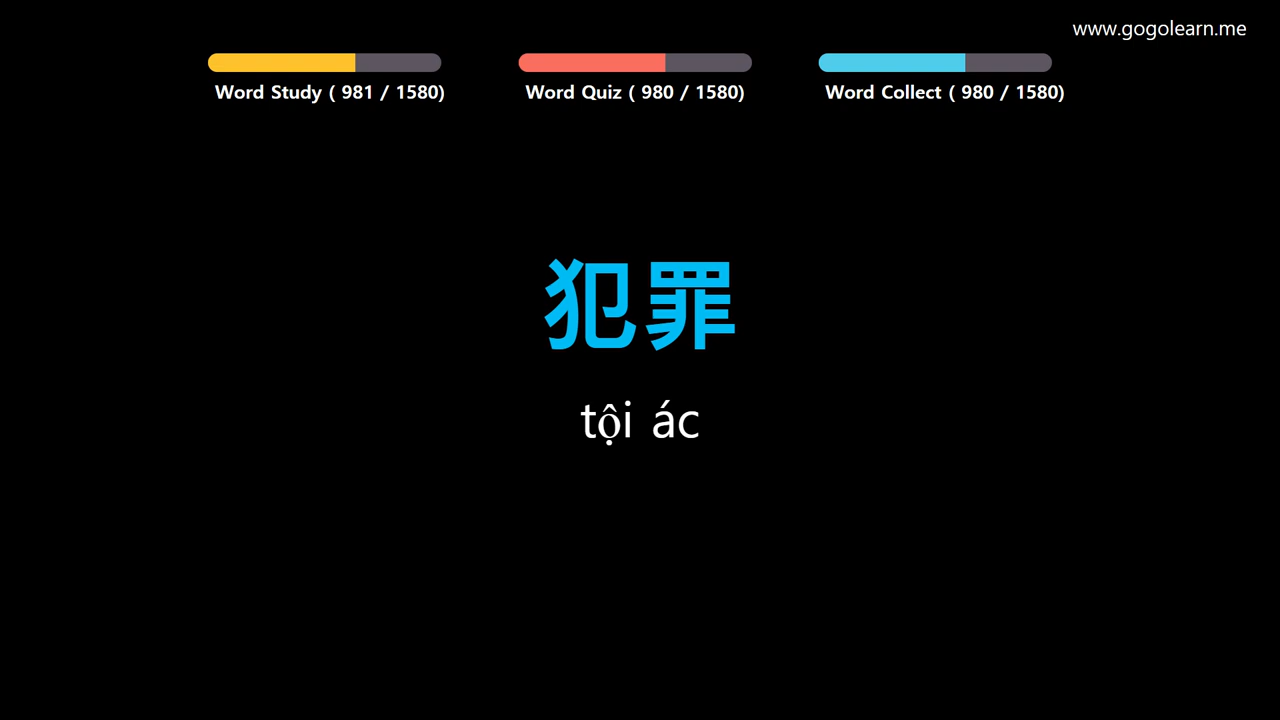 www.gogolearn.me
Word Study ( 981 / 1580)
Word Quiz ( 980 / 1580)
Word Collect ( 980 / 1580)
犯罪
tội ác